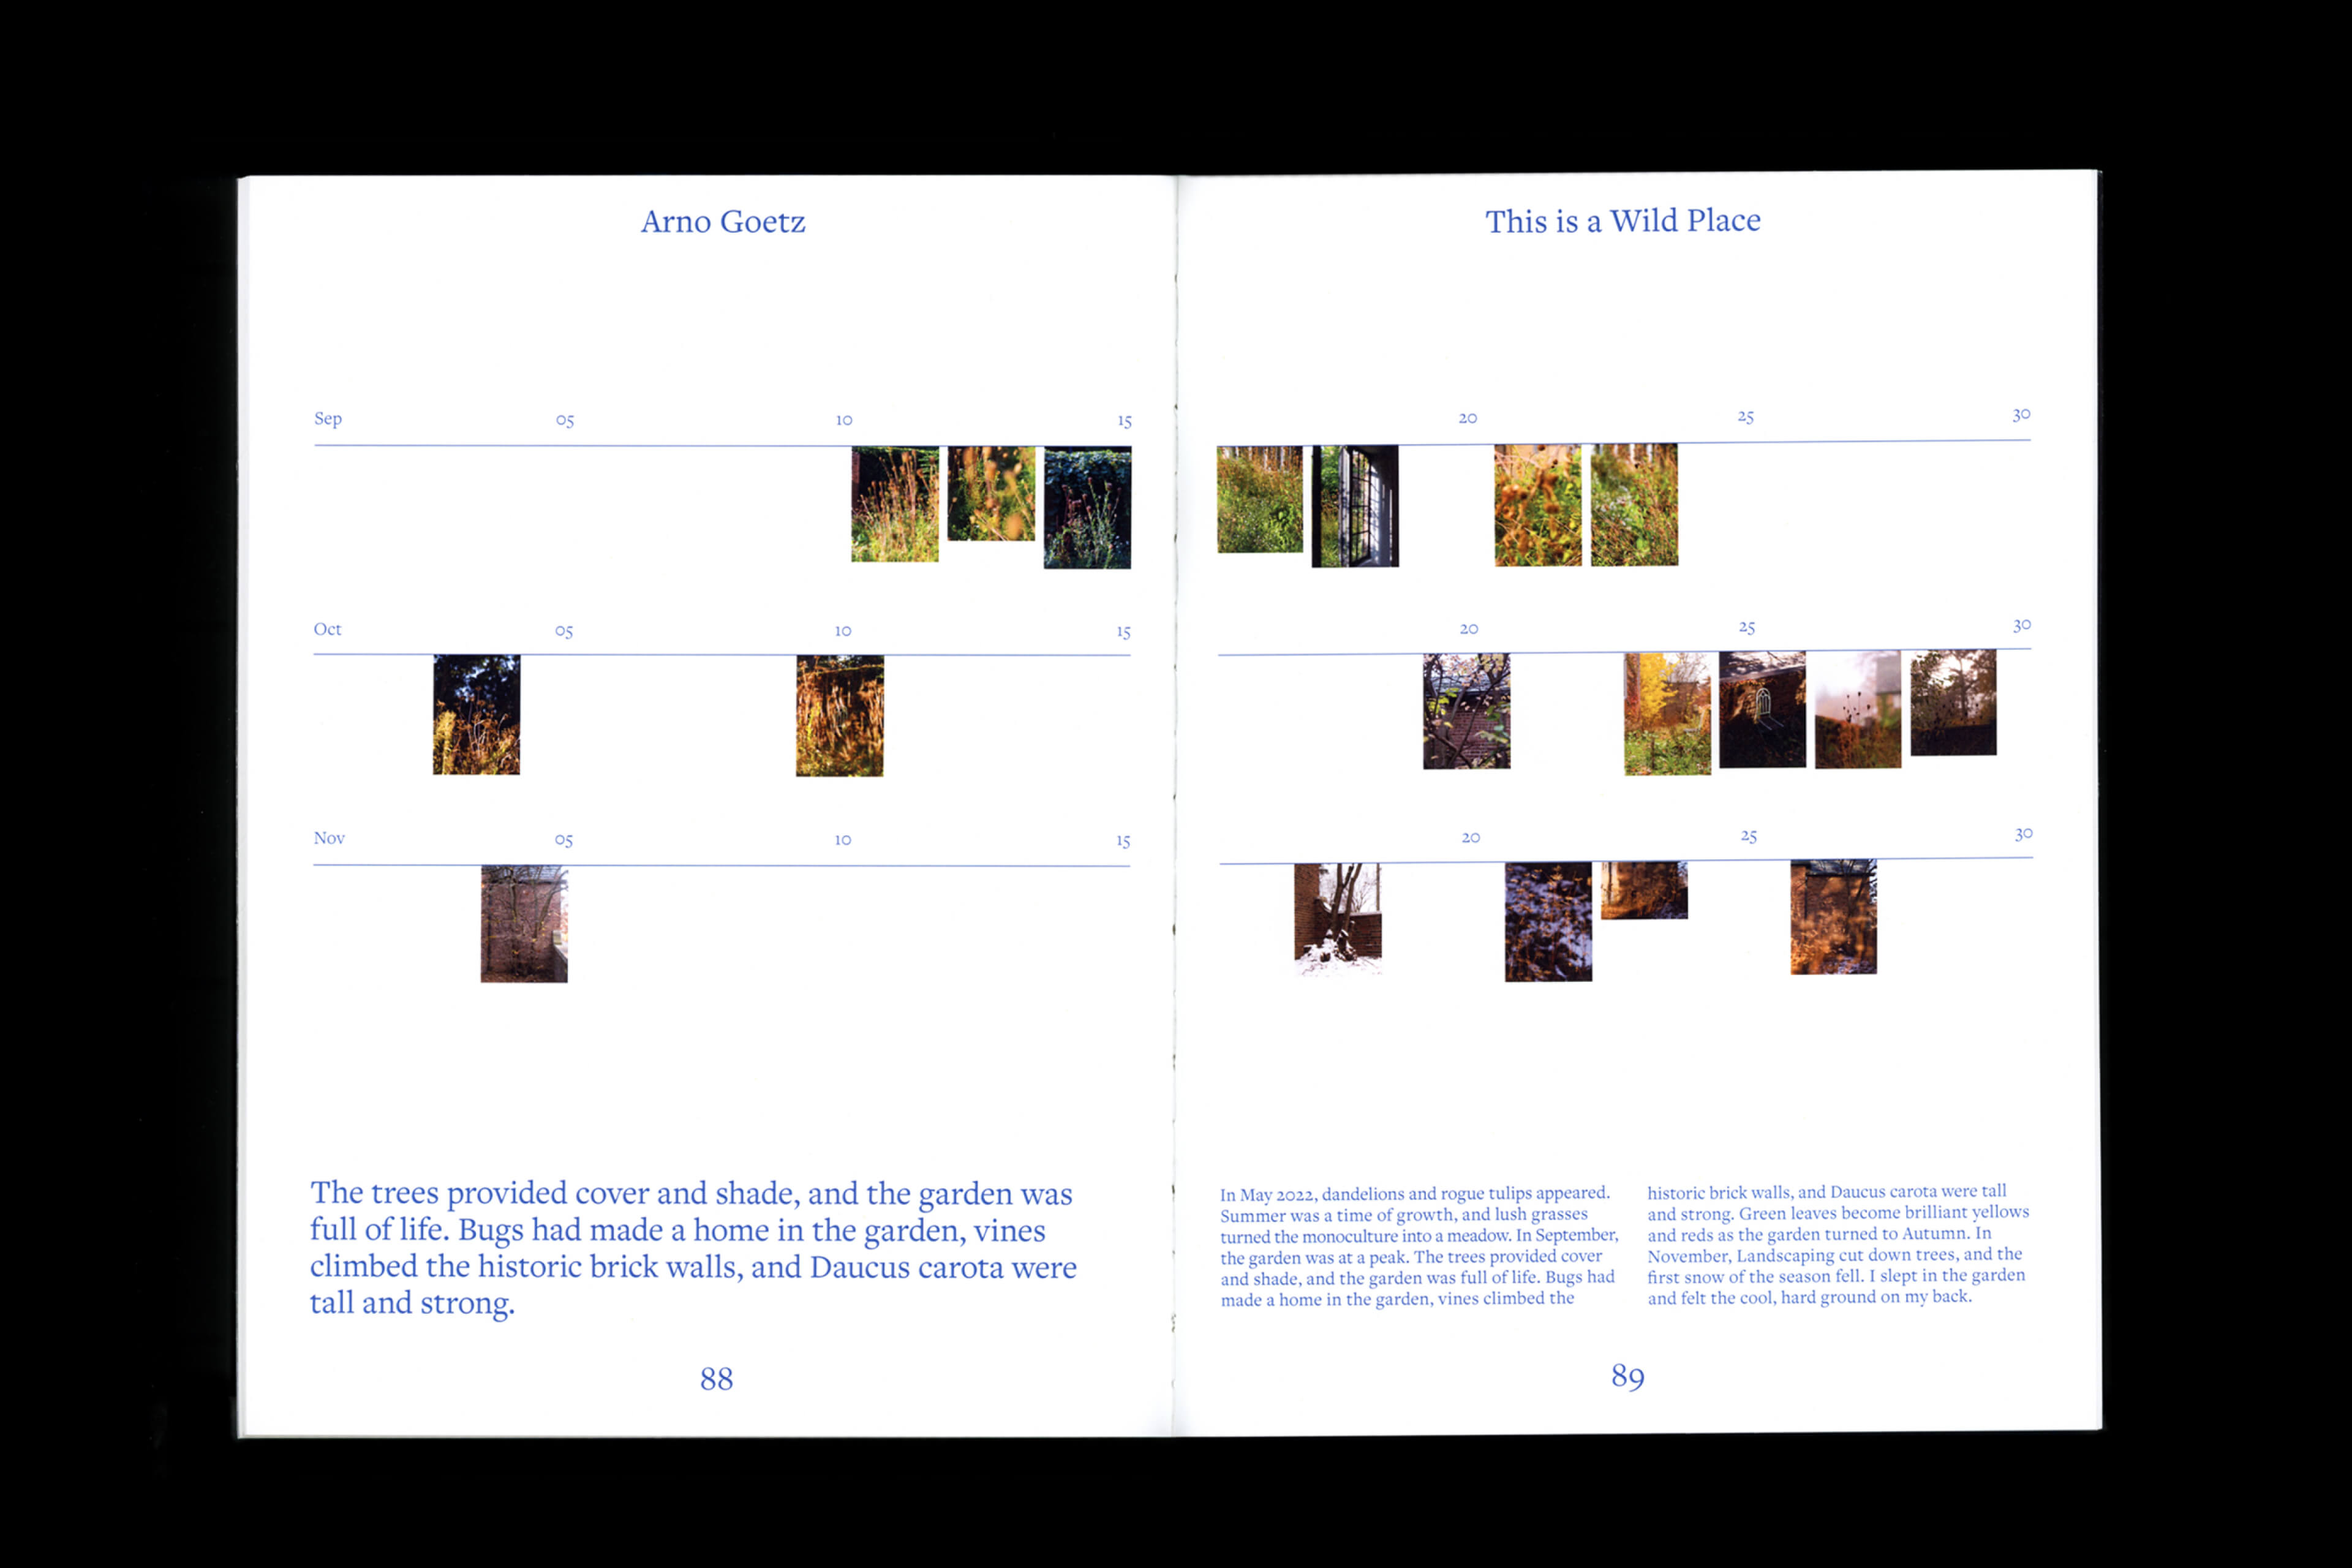 Arno Goetz
Sep 05 10 15
Oct 05 10 15
Nov 05 10 15
The trees provided cover and shade, and the garden was
full of life. Bugs had made a home in the garden, vines
climbed the historic brick walls, and Daucus carota were
tall and strong.
88
This is a Wild Place
20 25 30
20 25 30
20 25 30
In May 2022, dandelions and rogue tulips appeared.
Summer was a time of growth, and lush grasses
turned the monoculture into a meadow. In September,
the garden was at a peak. The trees provided cover
and shade, and the garden was full of life. Bugs had
made a home in the garden, vines climbed the
historic brick walls, and Daucus carota were tall
and strong. Green leaves become brilliant yellows
and reds as the garden turned to Autumn. In
November, Landscaping cut down trees, and the
first snow of the season fell. I slept in the garden
and felt the cool, hard ground on my back.
89